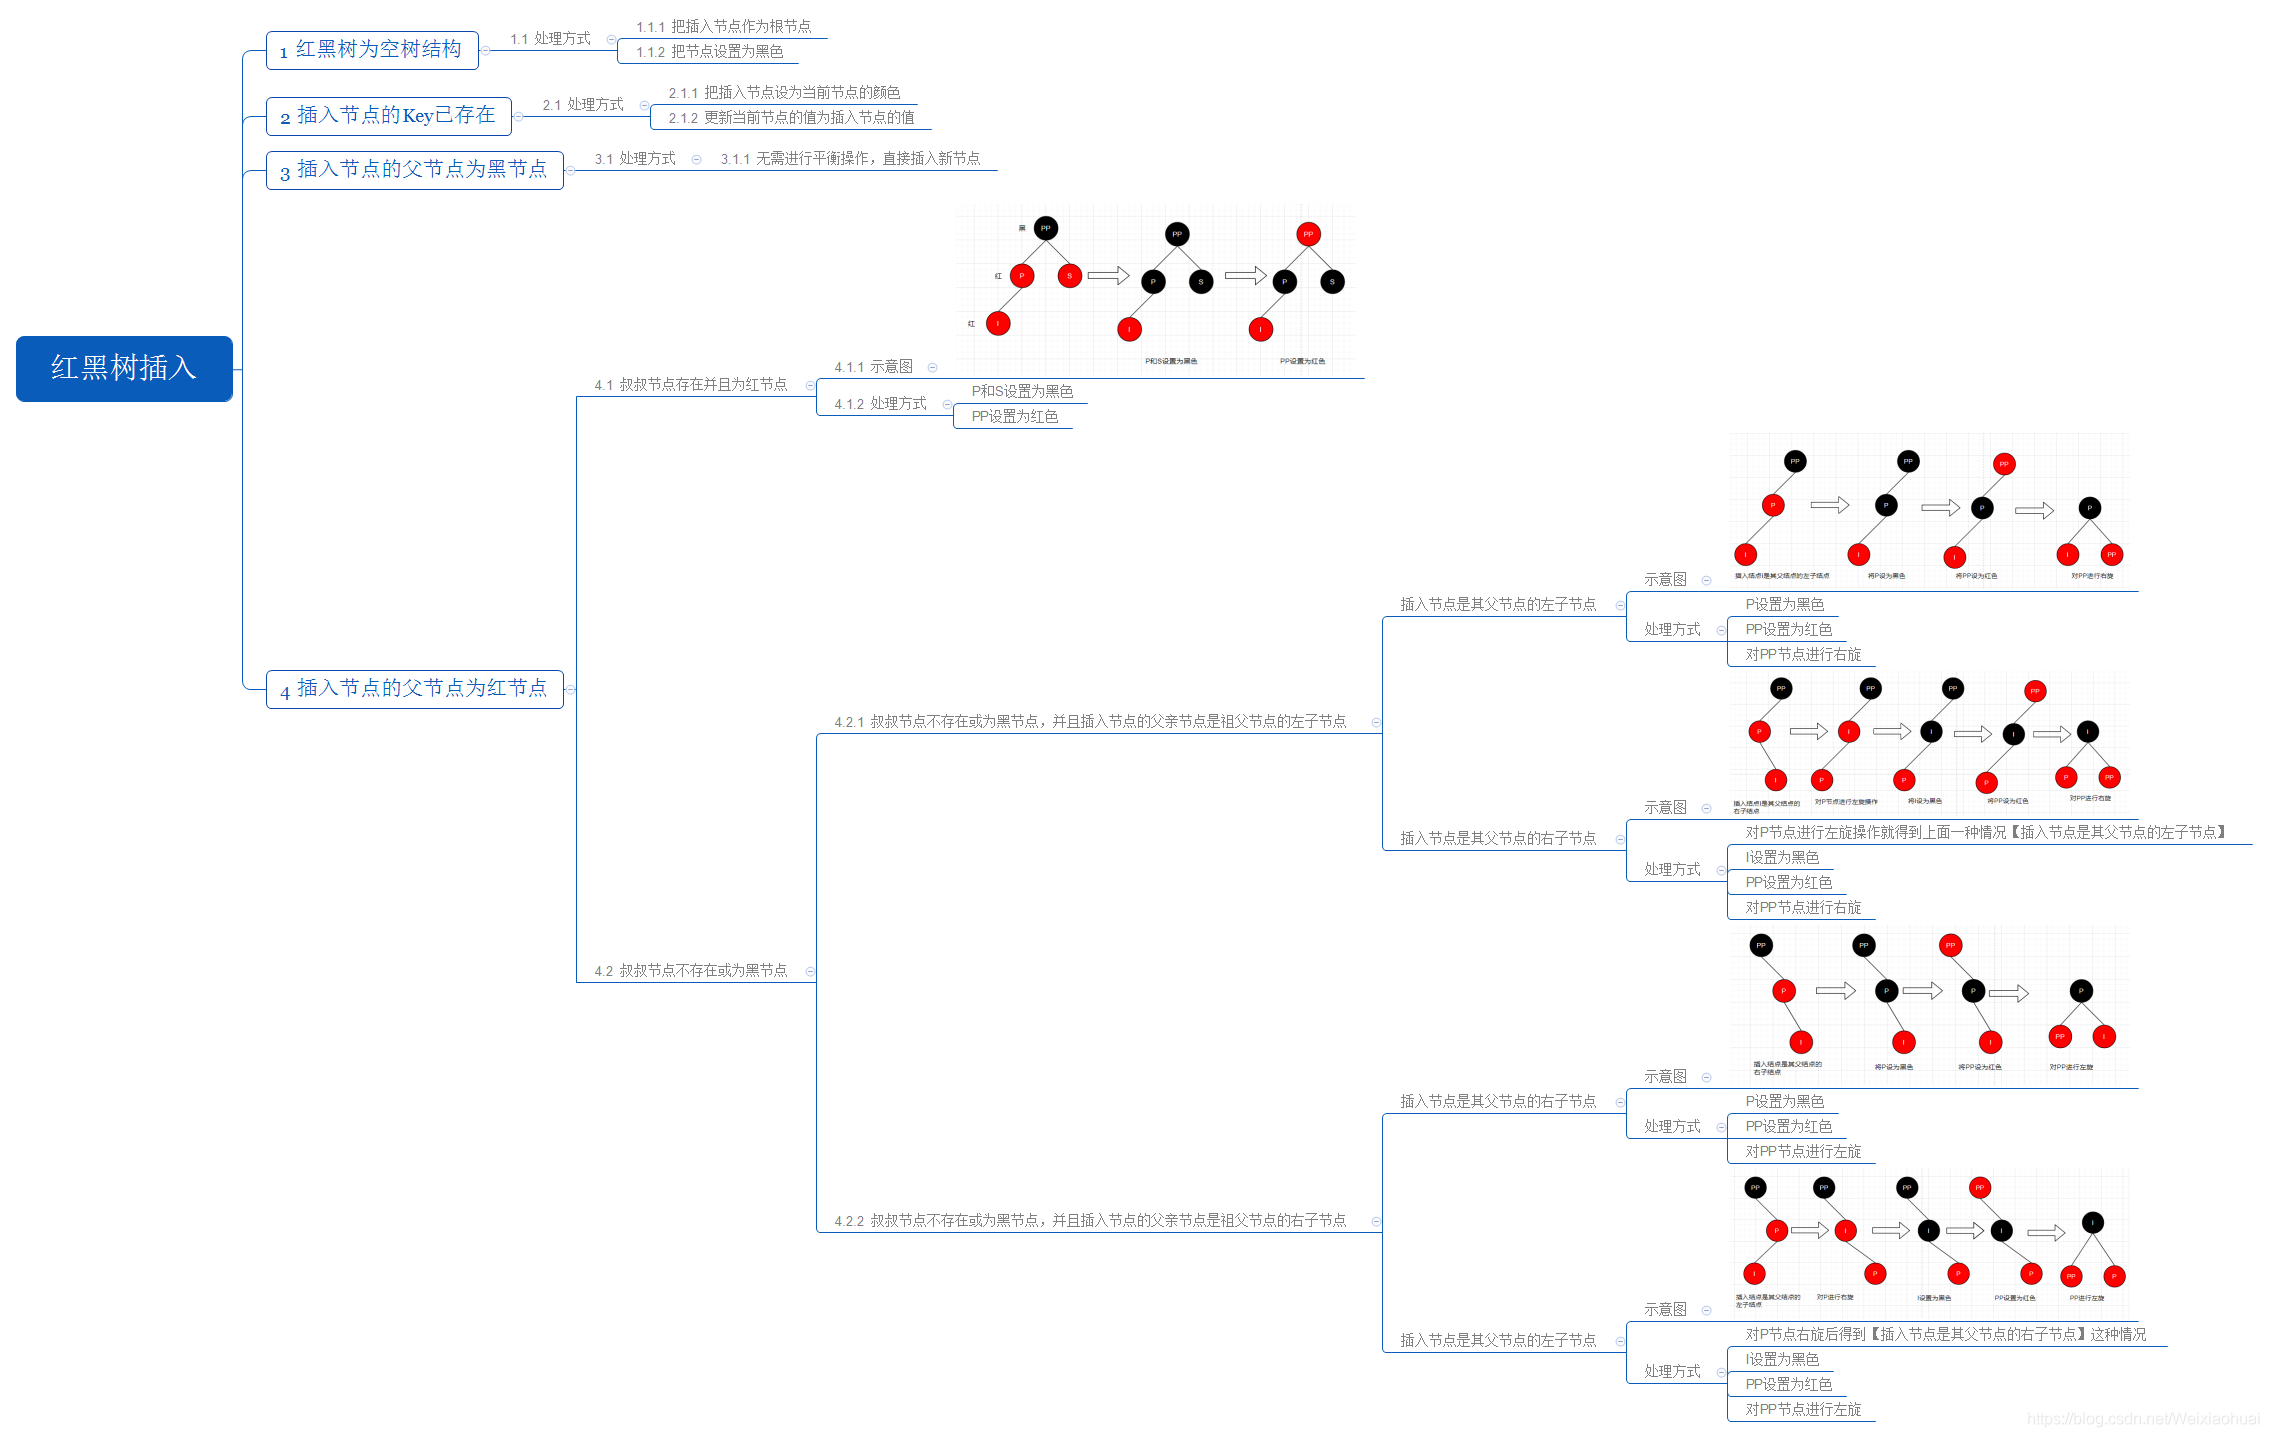 红黑树插入
1 红黑树为空树结构
1.1 处理方式
1.1.1 把插入节点作为根节点
1.1.2 把节点设置为黑色
2 插入节点的Key已存在
2.1 处理方式
2.1.1 把插入节点设为当前节点的颜色
2.1.2 更新当前节点的值为插入节点的值
3 插入节点的父节点为黑节点
3.1 处理方式
3.1.1 无需进行平衡操作，直接插入新节点
4 插入节点的父节点为红节点
4.1 叔叔节点存在并且为红节点
4.1.1 示意图
黑 PP
红 P S
红 I
PP
P S
I
P和S设置为黑色
PP
P S
I
PP设置为红色
4.1.2 处理方式
P和S设置为黑色
PP设置为红色
4.2 叔叔节点不存在或为黑节点
4.2.1 叔叔节点不存在或为黑节点，并且插入节点的父亲节点是祖父节点的左子节点
插入节点是其父节点的左子节点
示意图
PP
P
I
插入结点I是其父结点的左子结点
PP
P
I
将P设为黑色
PP
P
I
将PP设为红色
P
I PP
对PP进行右旋
处理方式
P设置为黑色
PP设置为红色
对PP节点进行右旋
插入节点是其父节点的右子节点
示意图
PP
P
I
插入结点I是其父结点的
右子结点
PP
I
P
对P节点进行左旋操作
PP
I
P
将I设为黑色
PP
I
P
将PP设为红色
I
P PP
对PP进行右旋
处理方式
对P节点进行左旋操作就得到上面一种情况【插入节点是其父节点的左子节点】
I设置为黑色
PP设置为红色
对PP节点进行右旋
4.2.2 叔叔节点不存在或为黑节点，并且插入节点的父亲节点是祖父节点的右子节点
插入节点是其父节点的右子节点
示意图
PP
P
I
插入结点是其父结点的
右子结点
PP
P
I
将P设为黑色
PP
P
I
将PP设为红色
P
PP I
对PP进行左旋
处理方式
P设置为黑色
PP设置为红色
对PP节点进行左旋
插入节点是其父节点的左子节点
示意图
PP
P
I
插入结点是其父结点的
左子结点
PP
I
P
对P进行右旋
PP
I
P
I设置为黑色
PP
I
P
PP设置为红色
I
PP P
PP进行左旋
处理方式
对P节点右旋后得到【插入节点是其父节点的右子节点】这种情况
I设置为黑色
PP设置为红色
对PP节点进行左旋
https://blog.csdn.net/Weixiaohuai